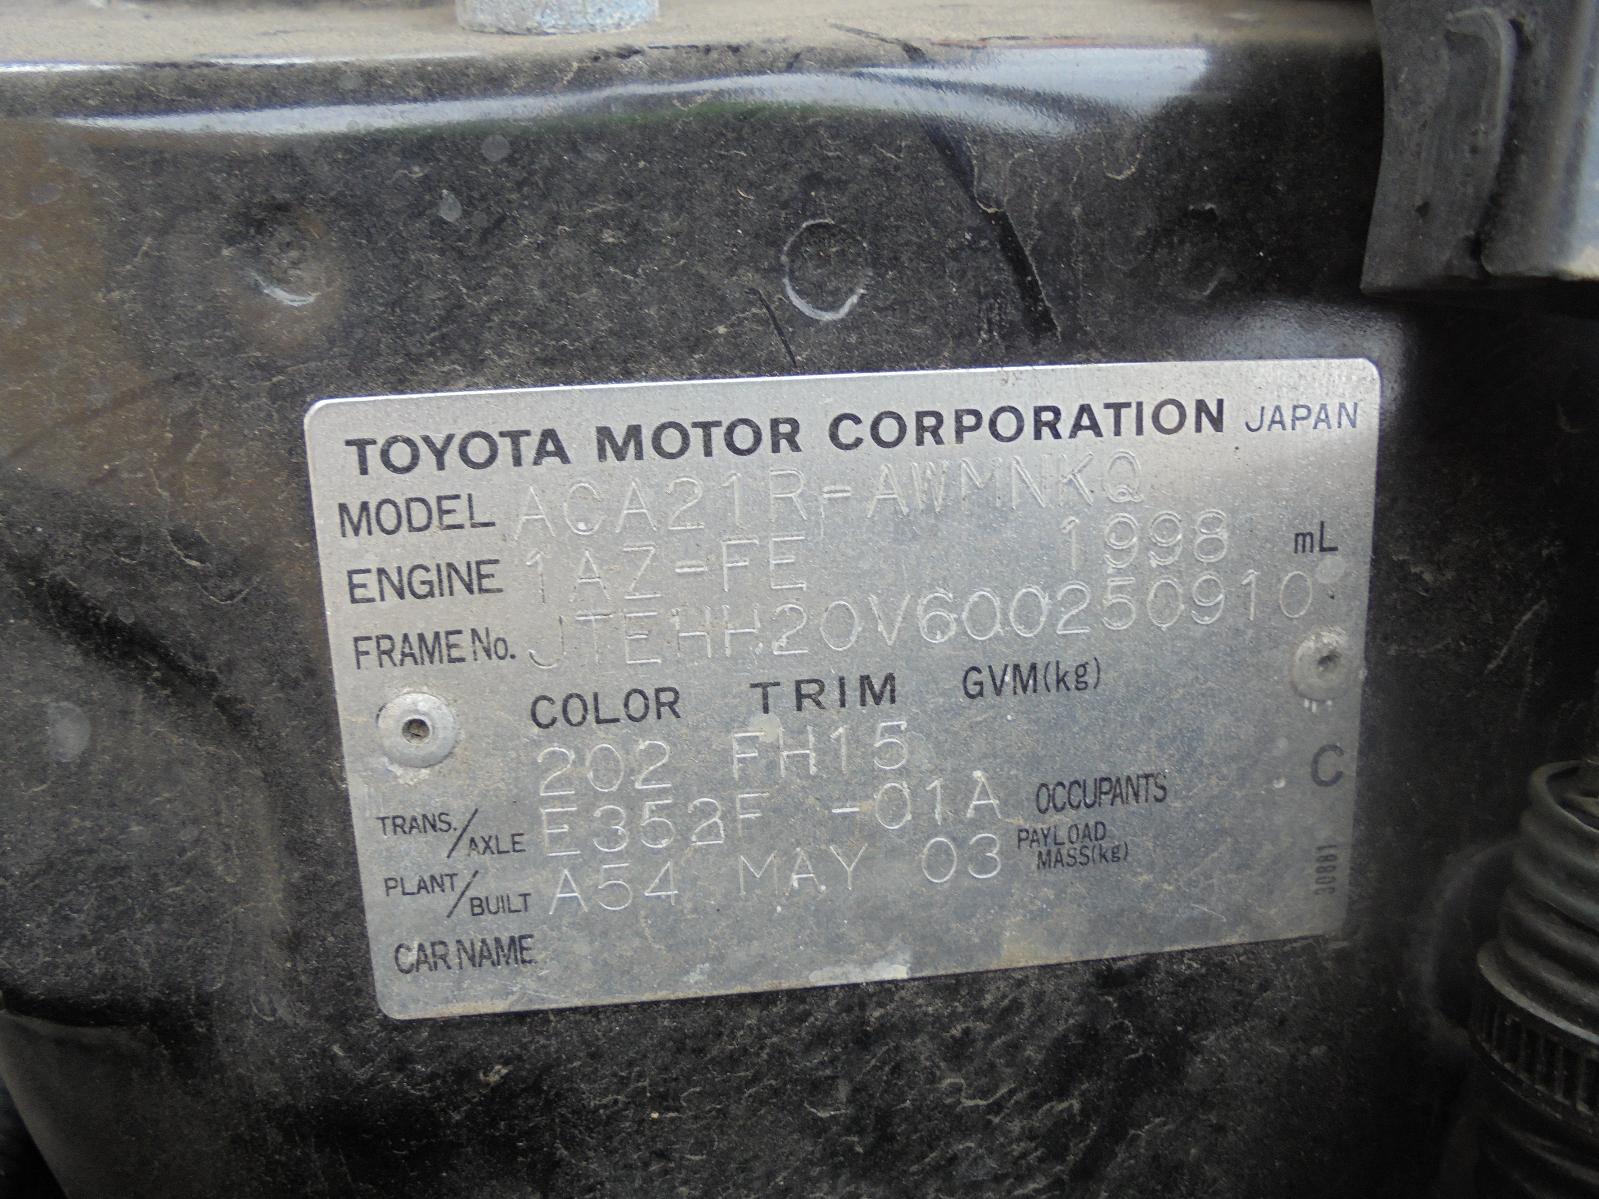 TOYOTA MOTOR CORPORATION JAPAN
MODEL ACA21R-AWMNKQ
ENGINE 1AZ-FE 1998 mL
FRAME No. JTEHH20V600250910
COLOR TRIM GVM(kg)
202 FH15
TRANS./AXLE E352F -01A OCCUPANTS C
PLANT/BUILT A54 MAY 03 PAYLOAD MASS(kg)
CAR NAME
30881